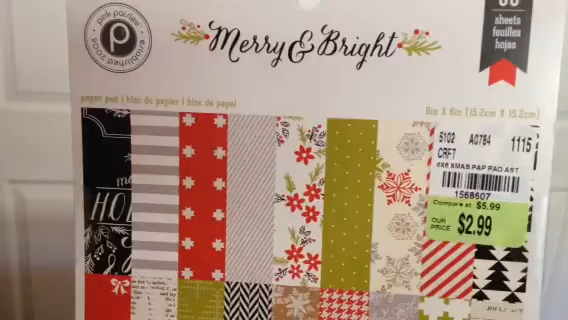 pink paislee
P
established 2006
Merry & Bright
sheets
feuilles
hojas
paper pad | bloc de papier | bloc de papel
6in X 6in (15.2cm X 15.2cm)
5102 A0784 1115
CRFT
6X6 XMAS PAP PAD AST
1568607
Compare at $5.99
OUR
PRICE $2.99